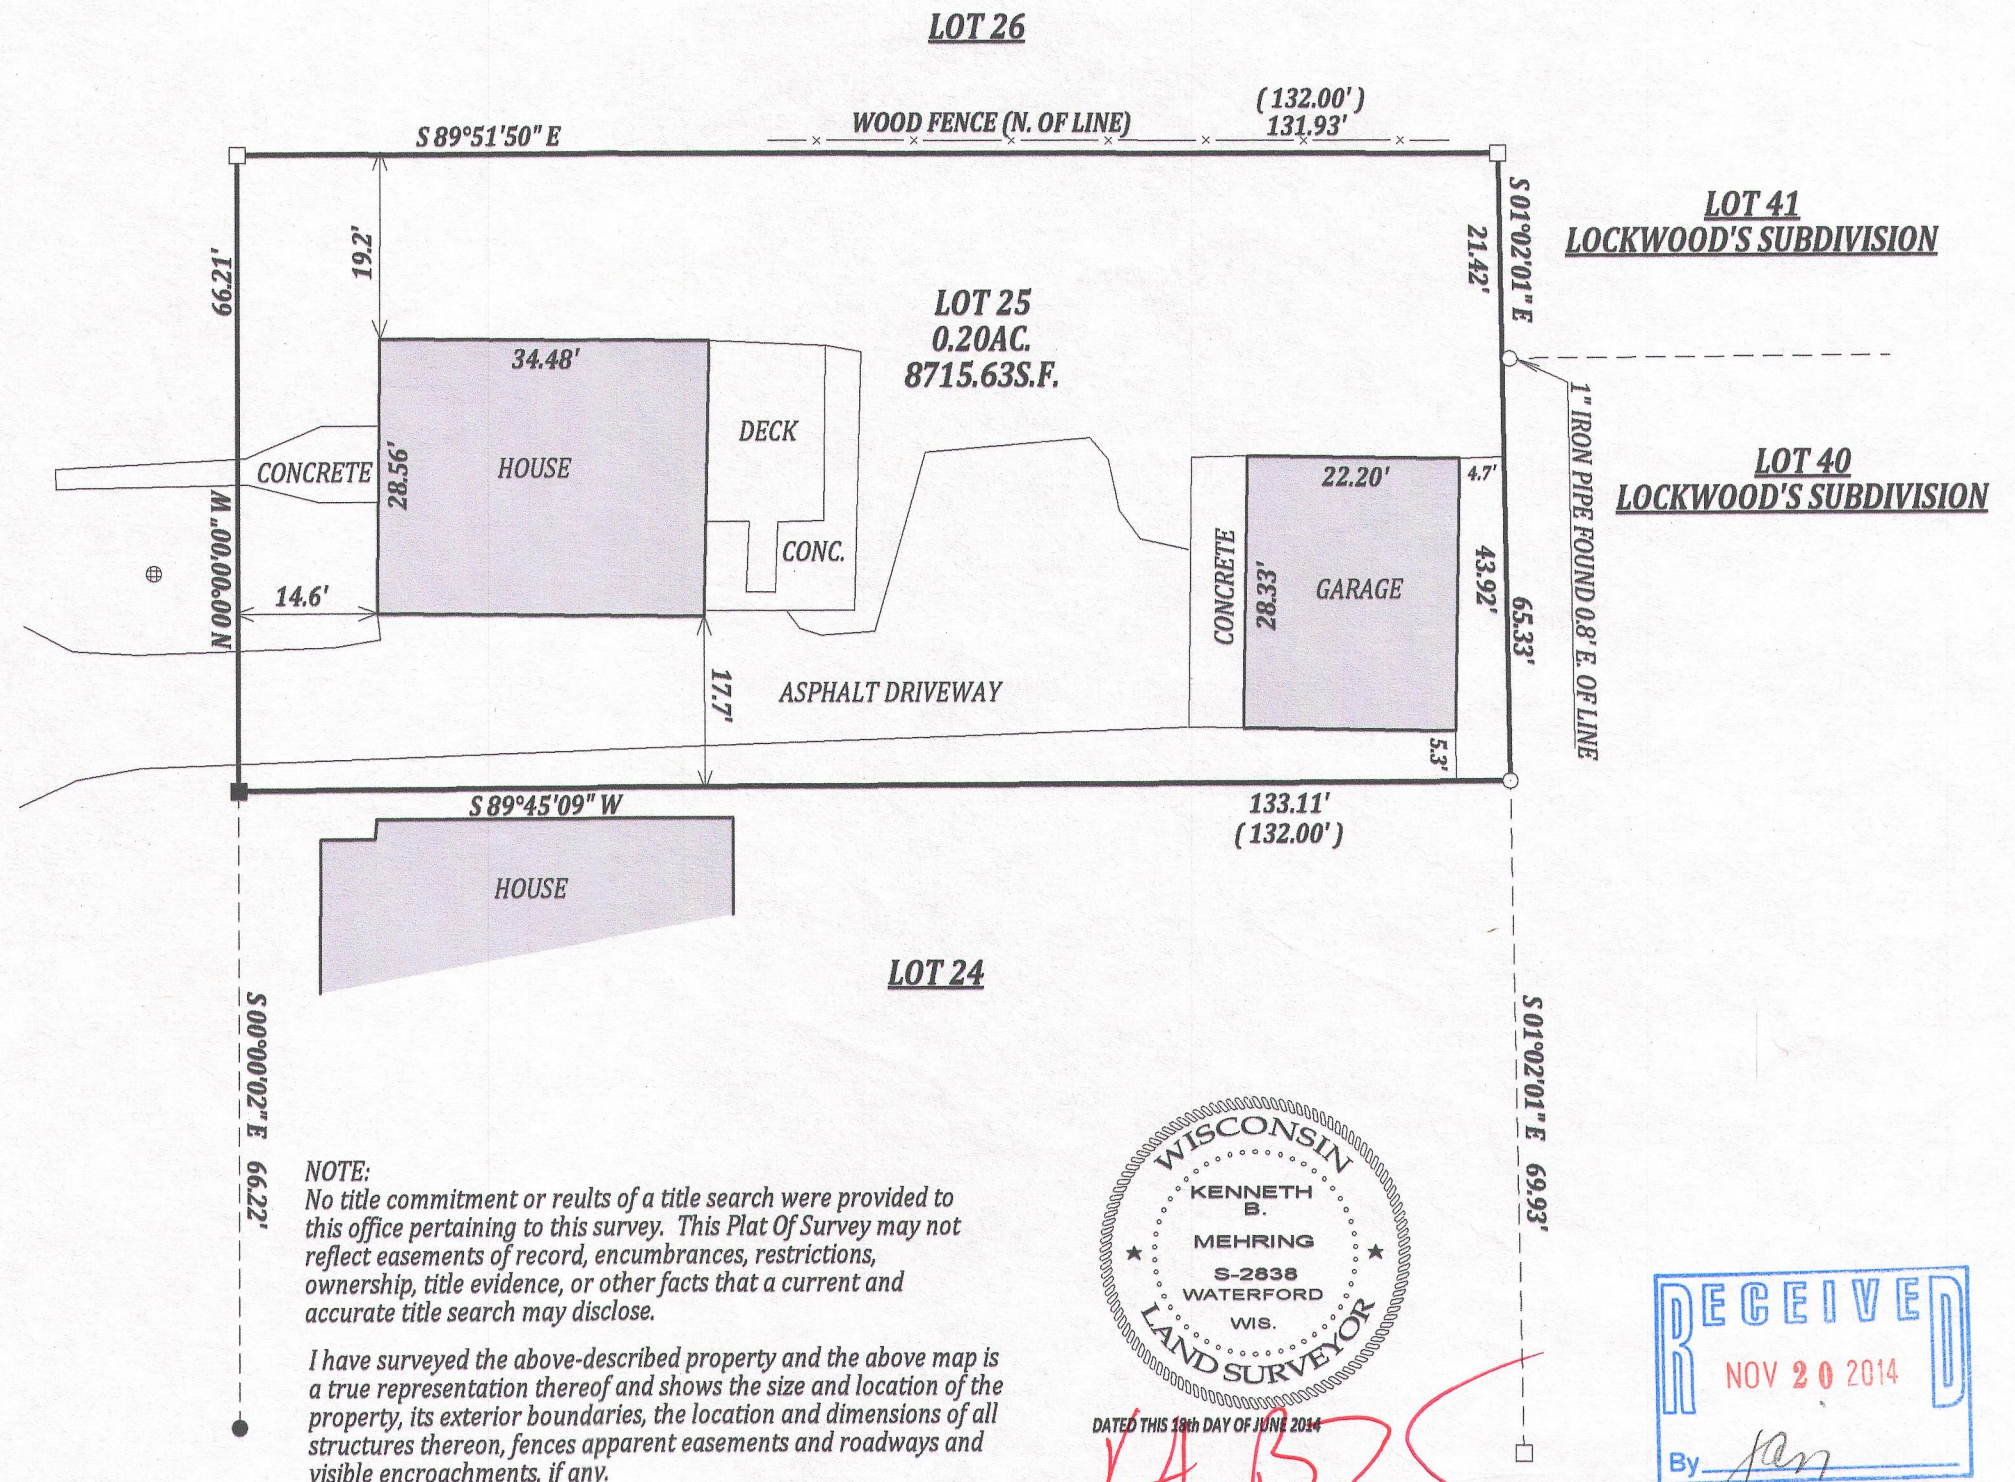 LOT 26
( 132.00' )
WOOD FENCE (N. OF LINE)
131.93'
S 89°51'50" E
S 01°02'01" E
21.42'
LOT 41
LOCKWOOD'S SUBDIVISION
66.21'
19.2'
LOT 25
0.20AC.
8715.63S.F.
34.48'
DECK
1" IRON PIPE FOUND 0.8' E. OF LINE
LOT 40
LOCKWOOD'S SUBDIVISION
CONCRETE
28.56'
HOUSE
22.20'
4.7'
N 00°00'00" W
CONC.
CONCRETE
28.33'
GARAGE
43.92'
65.33'
14.6'
17.7'
ASPHALT DRIVEWAY
5.3'
S 89°45'09" W
133.11'
( 132.00' )
HOUSE
LOT 24
S 00°00'02" E 66.22'
S 01°02'01" E 69.93'
NOTE:
No title commitment or reults of a title search were provided to
this office pertaining to this survey. This Plat Of Survey may not
reflect easements of record, encumbrances, restrictions,
ownership, title evidence, or other facts that a current and
accurate title search may disclose.
I have surveyed the above-described property and the above map is
a true representation thereof and shows the size and location of the
property, its exterior boundaries, the location and dimensions of all
structures thereon, fences apparent easements and roadways and
visible encroachments, if any.
WISCONSIN
KENNETH
B.
MEHRING
S-2838
WATERFORD
WIS.
LAND SURVEYOR
DATED THIS 18th DAY OF JUNE 2014
RECEIVED
NOV 20 2014
By Jan